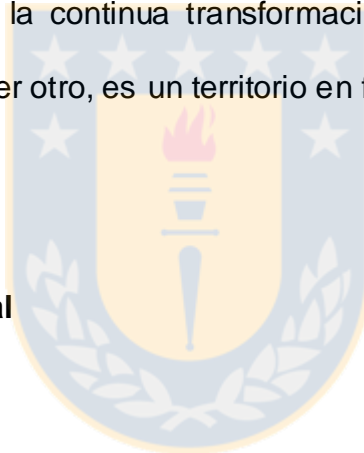 la continua transformaci
er otro, es un territorio en
al